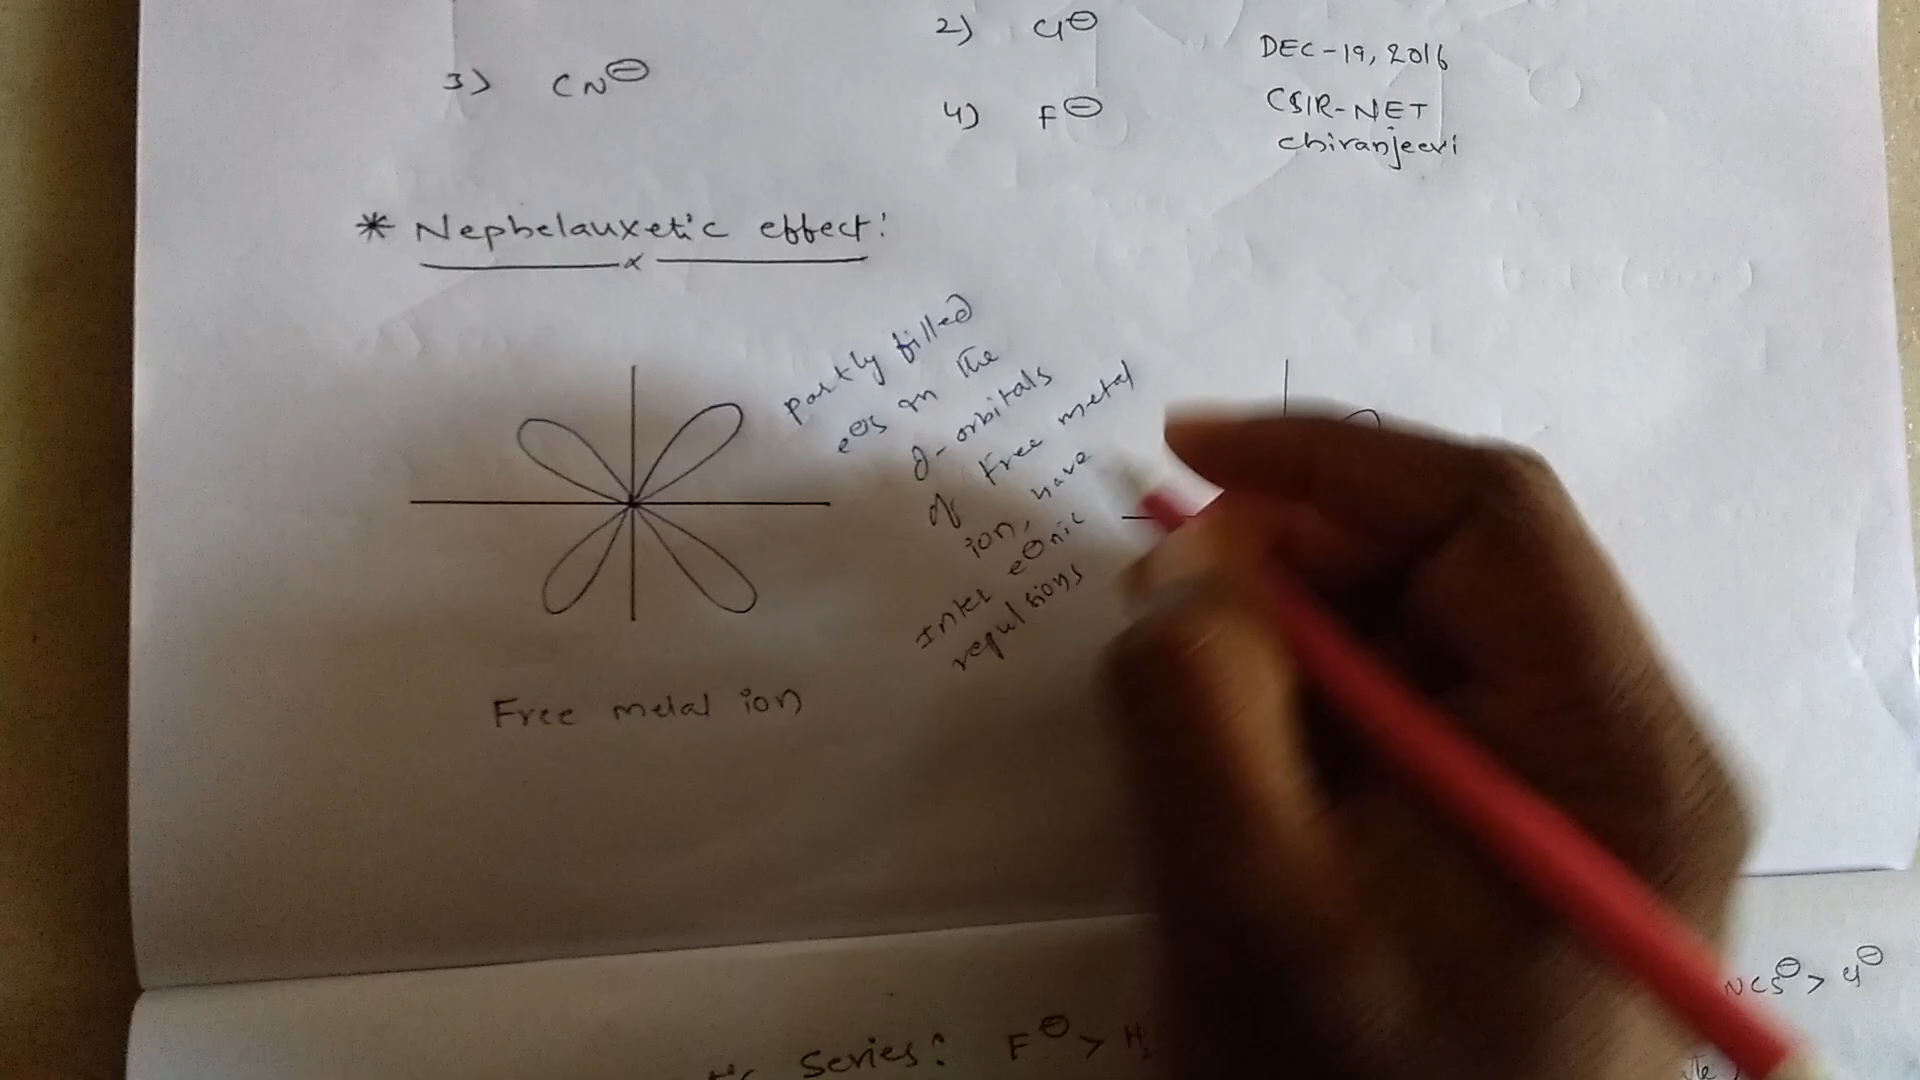 2) Cl⊖
DEC-19, 2016
3) CN⊖
4) F⊖
CSIR-NET
chiranjeevi
* Nephelauxetic effect:
partly filled
e⊖s in the
d-orbitals
of Free metal
ion, have
inter e⊖nic
repulsions
Free metal ion
NCS⊖ > Cl⊖
Series: F⊖ > H